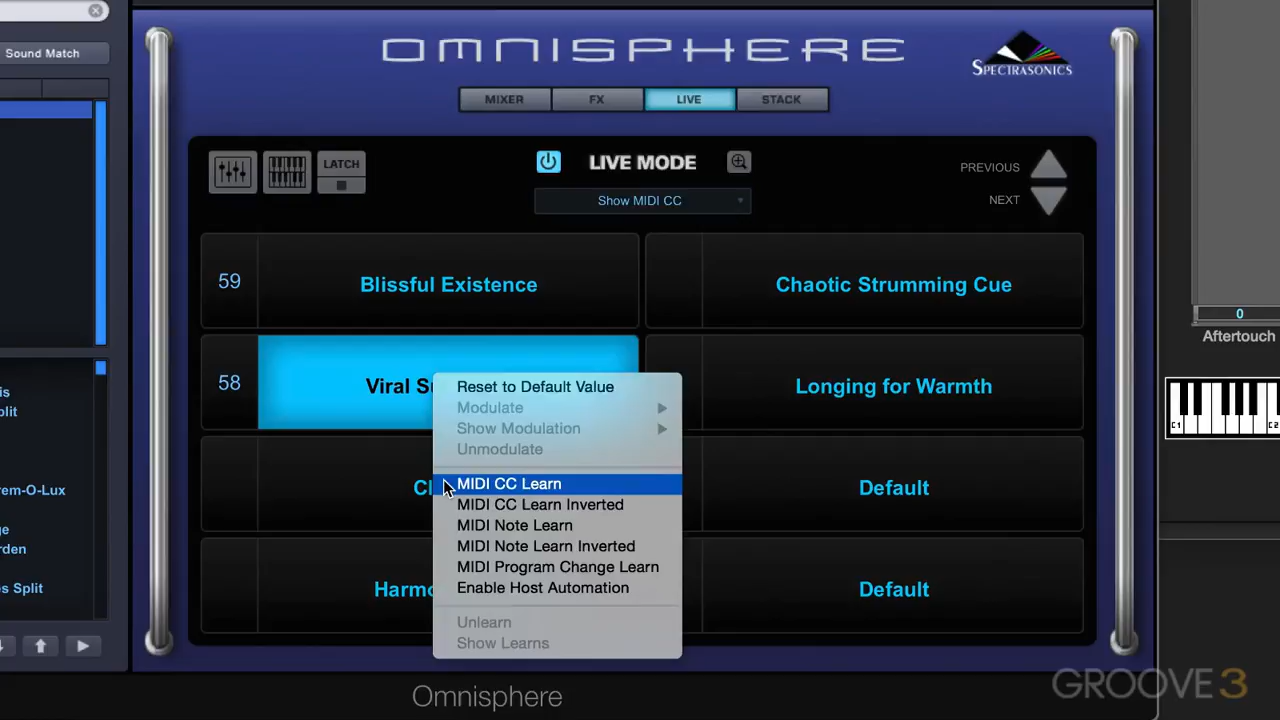 Sound Match
OMNISPHERE
SPECTRASONICS
MIXER
FX
LIVE
STACK
LATCH
LIVE MODE
Show MIDI CC
PREVIOUS
NEXT
59
Blissful Existence
Chaotic Strumming Cue
58
Viral
Longing for Warmth
Default
Default
Reset to Default Value
Modulate
Show Modulation
Unmodulate
MIDI CC Learn
MIDI CC Learn Inverted
MIDI Note Learn
MIDI Note Learn Inverted
MIDI Program Change Learn
Enable Host Automation
Unlearn
Show Learns
0
Aftertouch
C1
C2
Split
rem-O-Lux
rden
s Split
Omnisphere
GROOVE3